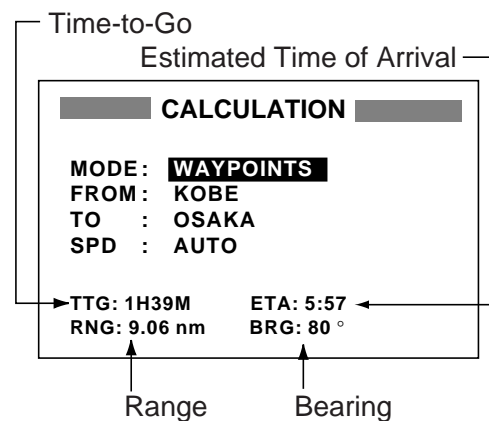 Time-to-Go
Estimated Time of Arrival
CALCULATION
MODE: WAYPOINTS
FROM: KOBE
TO : OSAKA
SPD : AUTO
TTG: 1H39M ETA: 5:57
RNG: 9.06 nm BRG: 80 °
Range Bearing